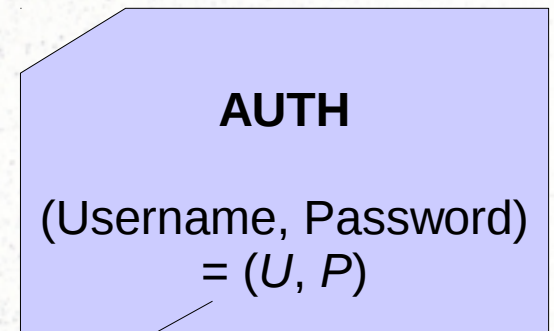 AUTH
(Username, Password)
= (U, P)